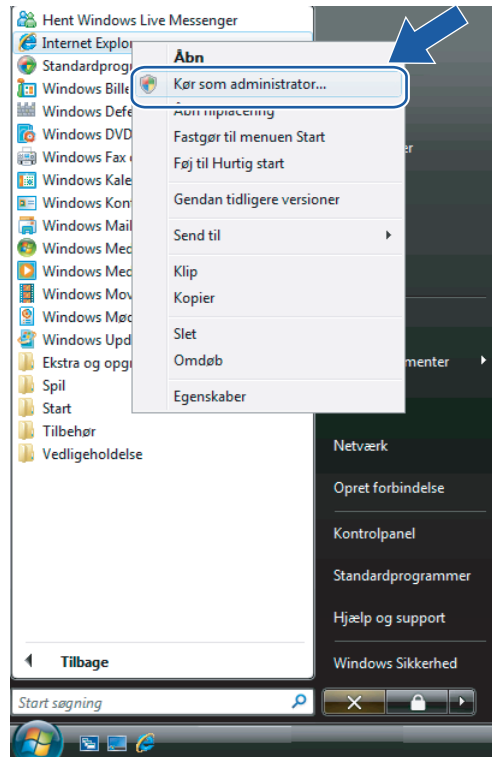 Hent Windows Live Messenger
Internet Explor
Standardprog
Windows Bille
Windows Defe
Windows DVD
Windows Fax
Windows Kale
Windows Kon
Windows Mail
Windows Med
Windows Med
Windows Mov
Windows Mød
Windows Upd
Ekstra og opg
Spil
Start
Tilbehør
Vedligeholdelse
Tilbage
Start søgning
Åbn
Kør som administrator...
Åbn filplacering
Fastgør til menuen Start
Føj til Hurtig start
Gendan tidligere versioner
Send til
Klip
Kopier
Slet
Omdøb
Egenskaber
er
menter
Netværk
Opret forbindelse
Kontrolpanel
Standardprogrammer
Hjælp og support
Windows Sikkerhed